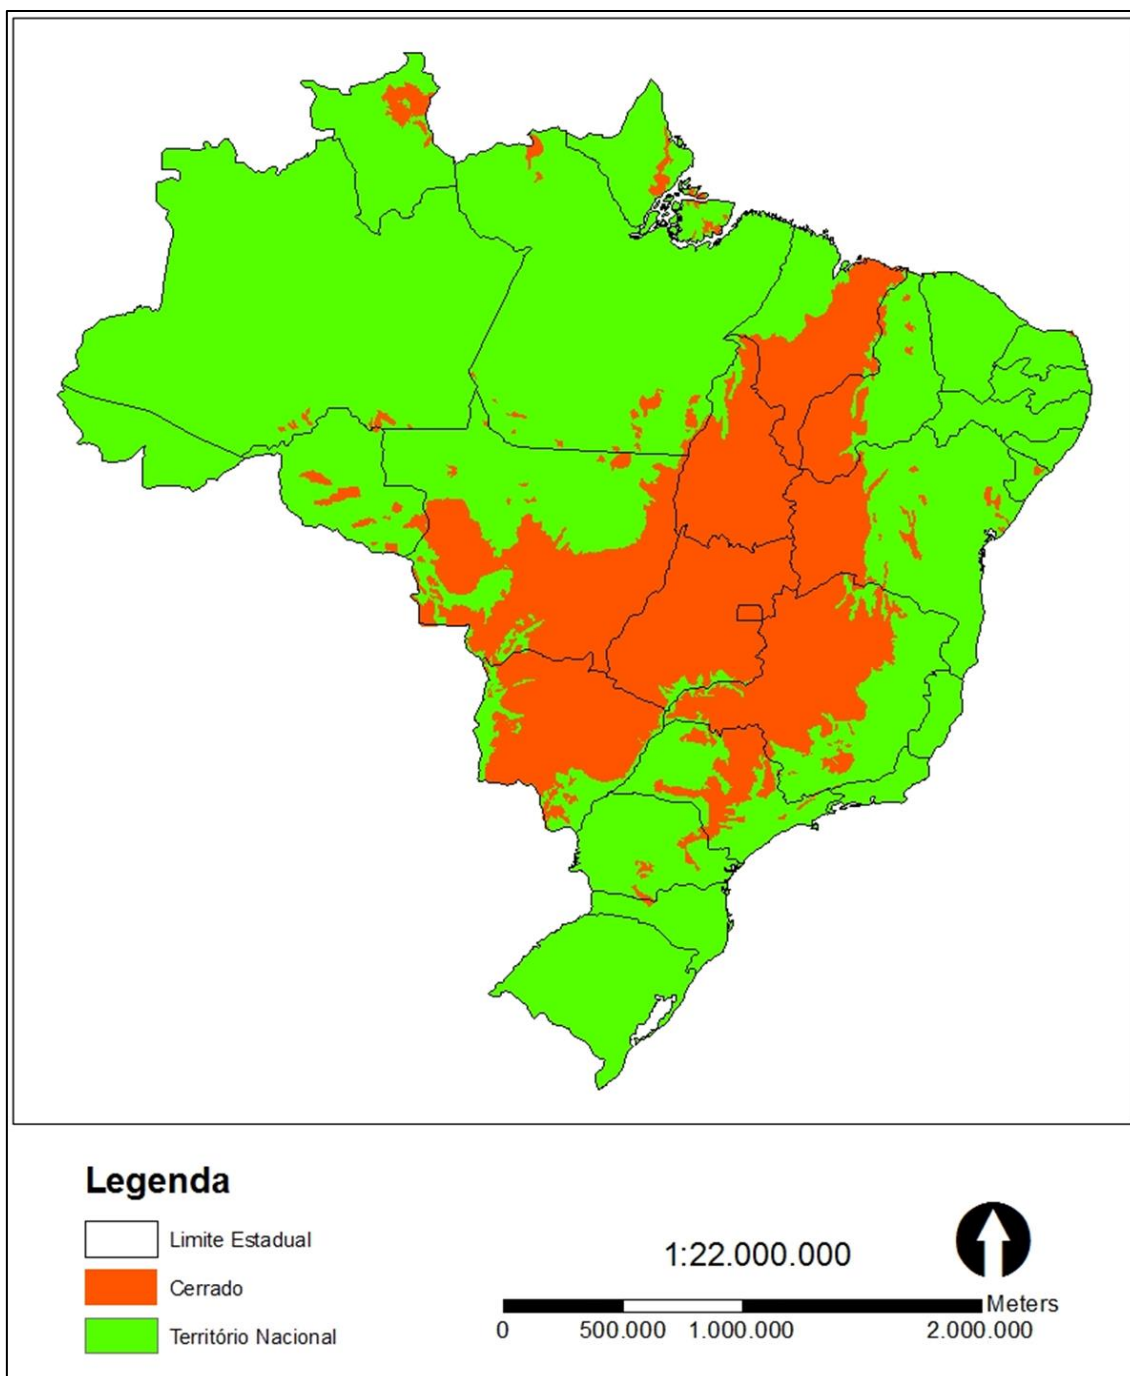 Legenda
Limite Estadual
Cerrado
Território Nacional
1:22.000.000
Meters
0 500.000 1.000.000 2.000.000